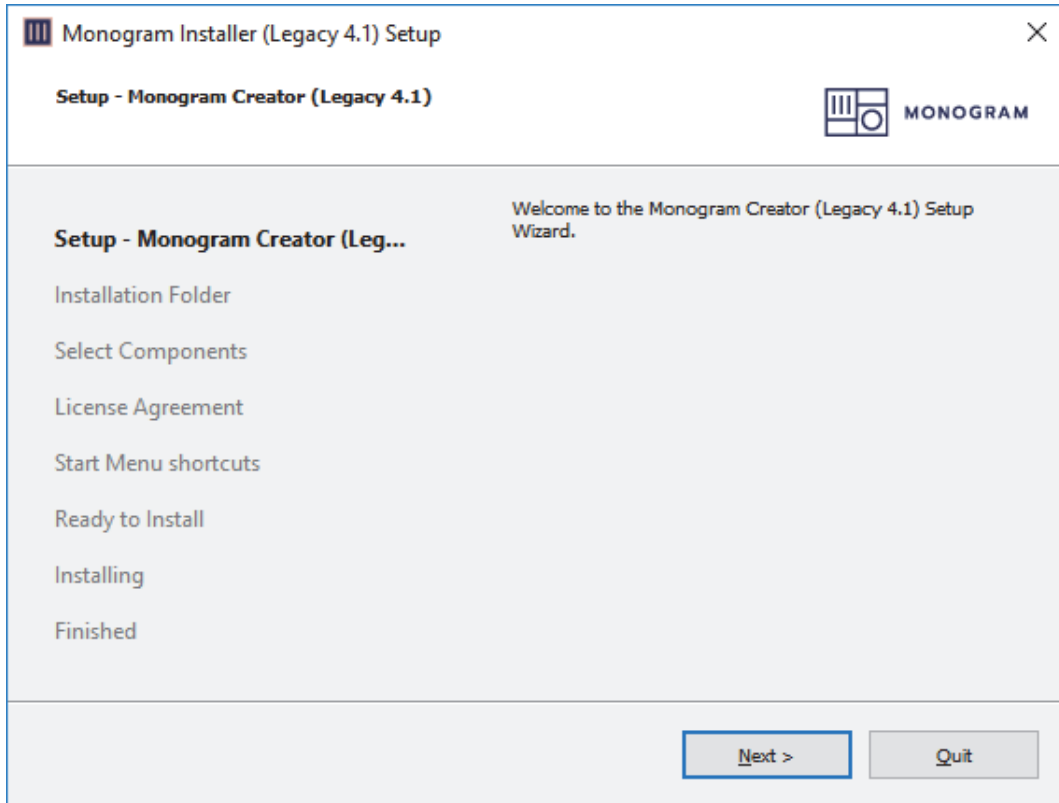 Monogram Installer (Legacy 4.1) Setup
Setup - Monogram Creator (Legacy 4.1)
MONOGRAM
Setup - Monogram Creator (Leg...
Installation Folder
Select Components
License Agreement
Start Menu shortcuts
Ready to Install
Installing
Finished
Welcome to the Monogram Creator (Legacy 4.1) Setup
Wizard.
Next >
Quit